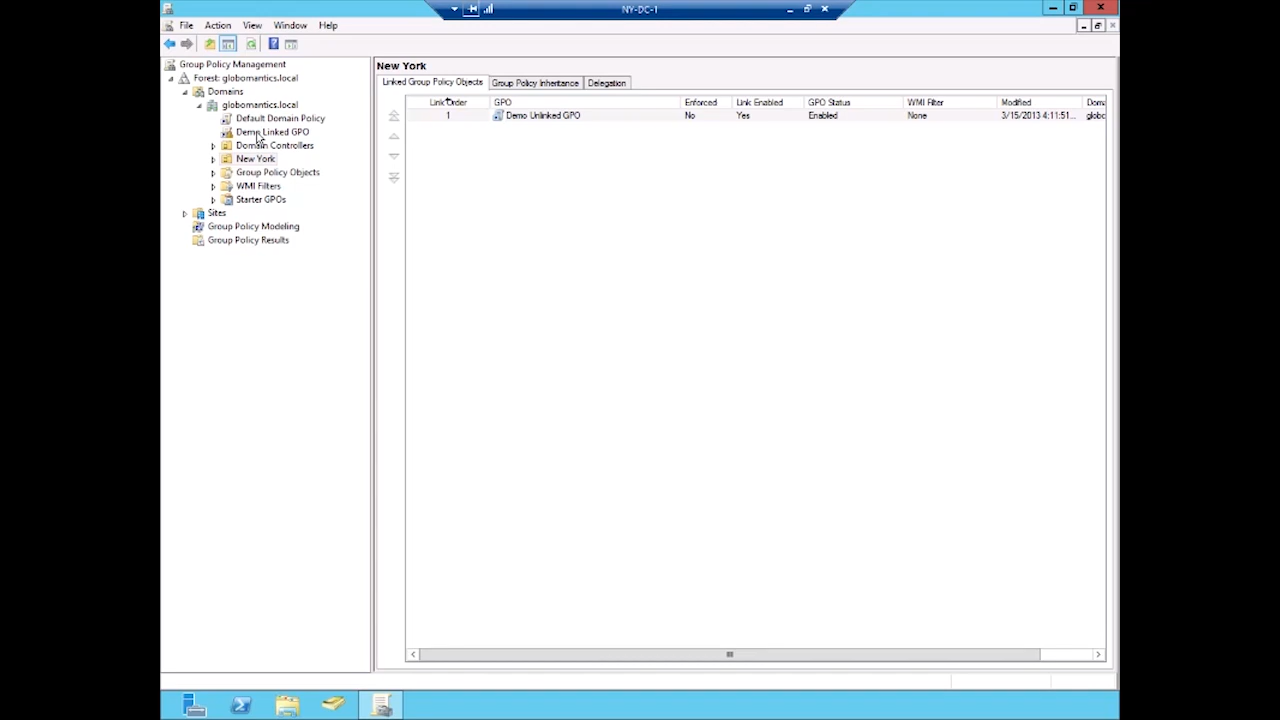 NY-DC-1
File Action View Window Help
Group Policy Management
Forest: globomantics.local
Domains
globomantics.local
Default Domain Policy
Demo Linked GPO
Domain Controllers
New York
Group Policy Objects
WMI Filters
Starter GPOs
Sites
Group Policy Modeling
Group Policy Results
New York
Linked Group Policy Objects Group Policy Inheritance Delegation
Link Order GPO Enforced Link Enabled GPO Status WMI Filter Modified Doma
1 Demo Unlinked GPO No Yes Enabled None 3/15/2013 4:11:51... globc